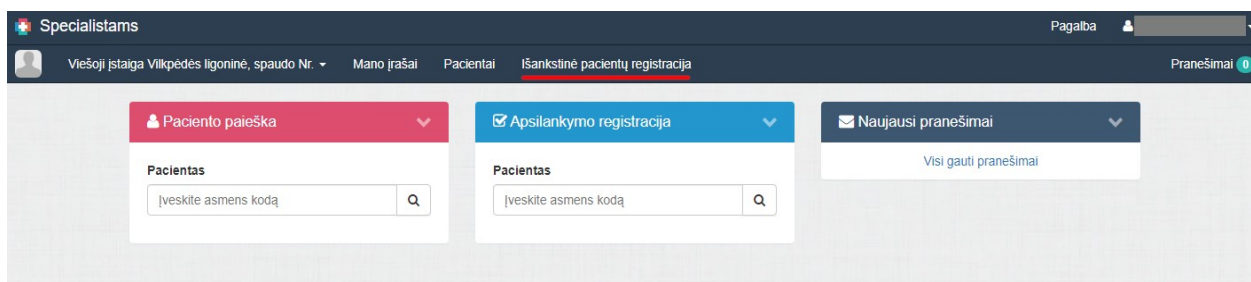 Specialistams Pagalba
Viešoji įstaiga Vilkpėdės ligoninė, spaudo Nr. Mano įrašai Pacientai Išankstinė pacientų registracija Pranešimai 0
Paciento paieška
Pacientas
Įveskite asmens kodą
Apsilankymo registracija
Pacientas
Įveskite asmens kodą
Naujausi pranešimai
Visi gauti pranešimai